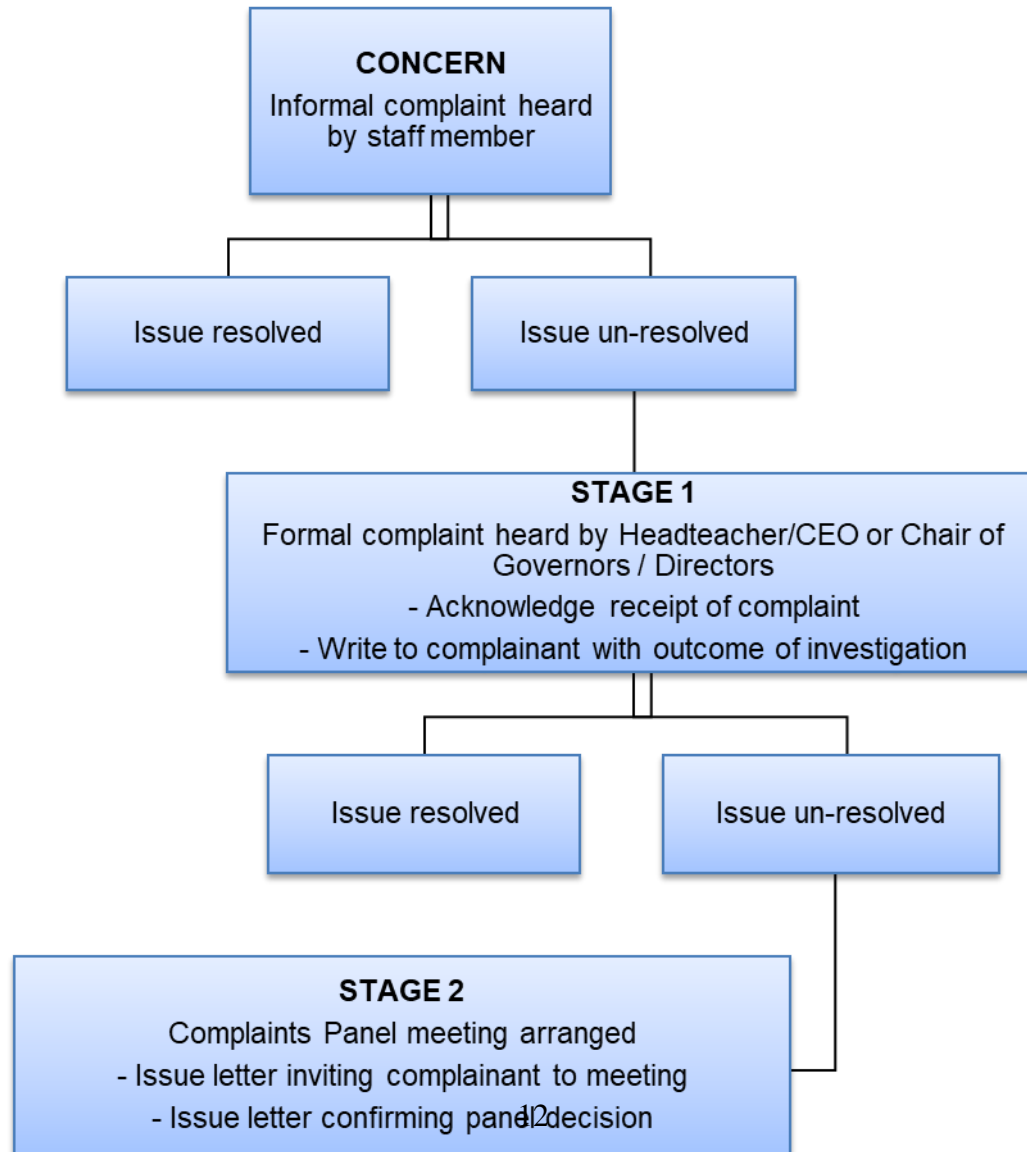 CONCERN
Informal complaint heard
by staff member
Issue resolved
Issue un-resolved
STAGE 1
Formal complaint heard by Headteacher/CEO or Chair of
Governors / Directors
- Acknowledge receipt of complaint
- Write to complainant with outcome of investigation
Issue resolved
Issue un-resolved
STAGE 2
Complaints Panel meeting arranged
- Issue letter inviting complainant to meeting
- Issue letter confirming panel decision
12